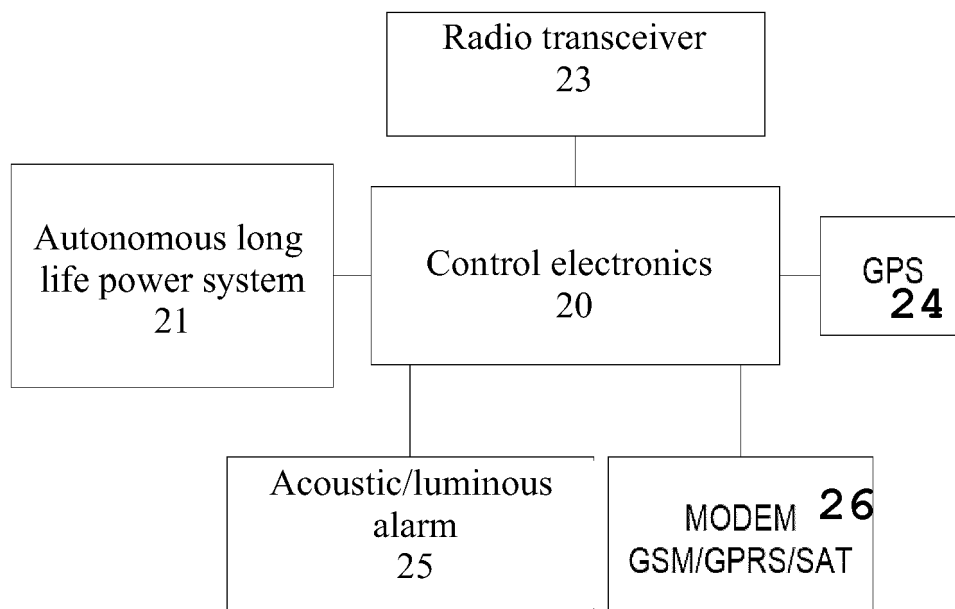 Radio transceiver
23
Autonomous long
life power system
21
Control electronics
20
GPS
24
Acoustic/luminous
alarm
25
MODEM 26
GSM/GPRS/SAT